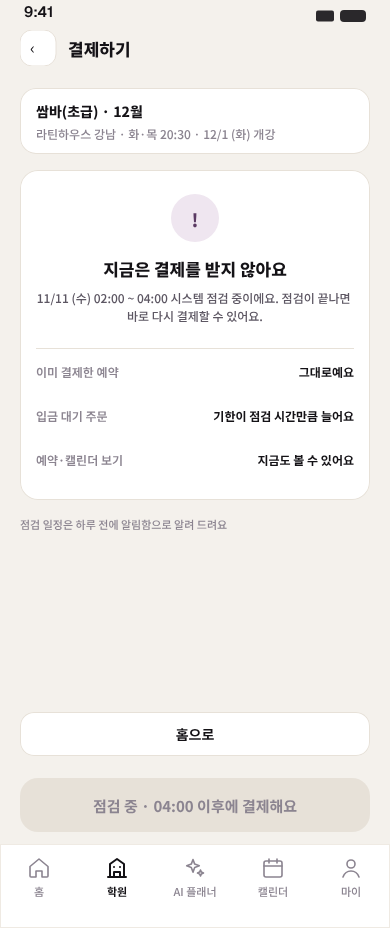 9:41
결제하기
쌈바(초급) · 12월
라틴하우스 강남 · 화·목 20:30 · 12/1 (화) 개강
!
지금은 결제를 받지 않아요
11/11 (수) 02:00 ~ 04:00 시스템 점검 중이에요. 점검이 끝나면
바로 다시 결제할 수 있어요.
이미 결제한 예약 그대로예요
입금 대기 주문 기한이 점검 시간만큼 늘어요
예약·캘린더 보기 지금도 볼 수 있어요
점검 일정은 하루 전에 알림함으로 알려 드려요
홈으로
점검 중 · 04:00 이후에 결제해요
홈 학원 AI 플래너 캘린더 마이